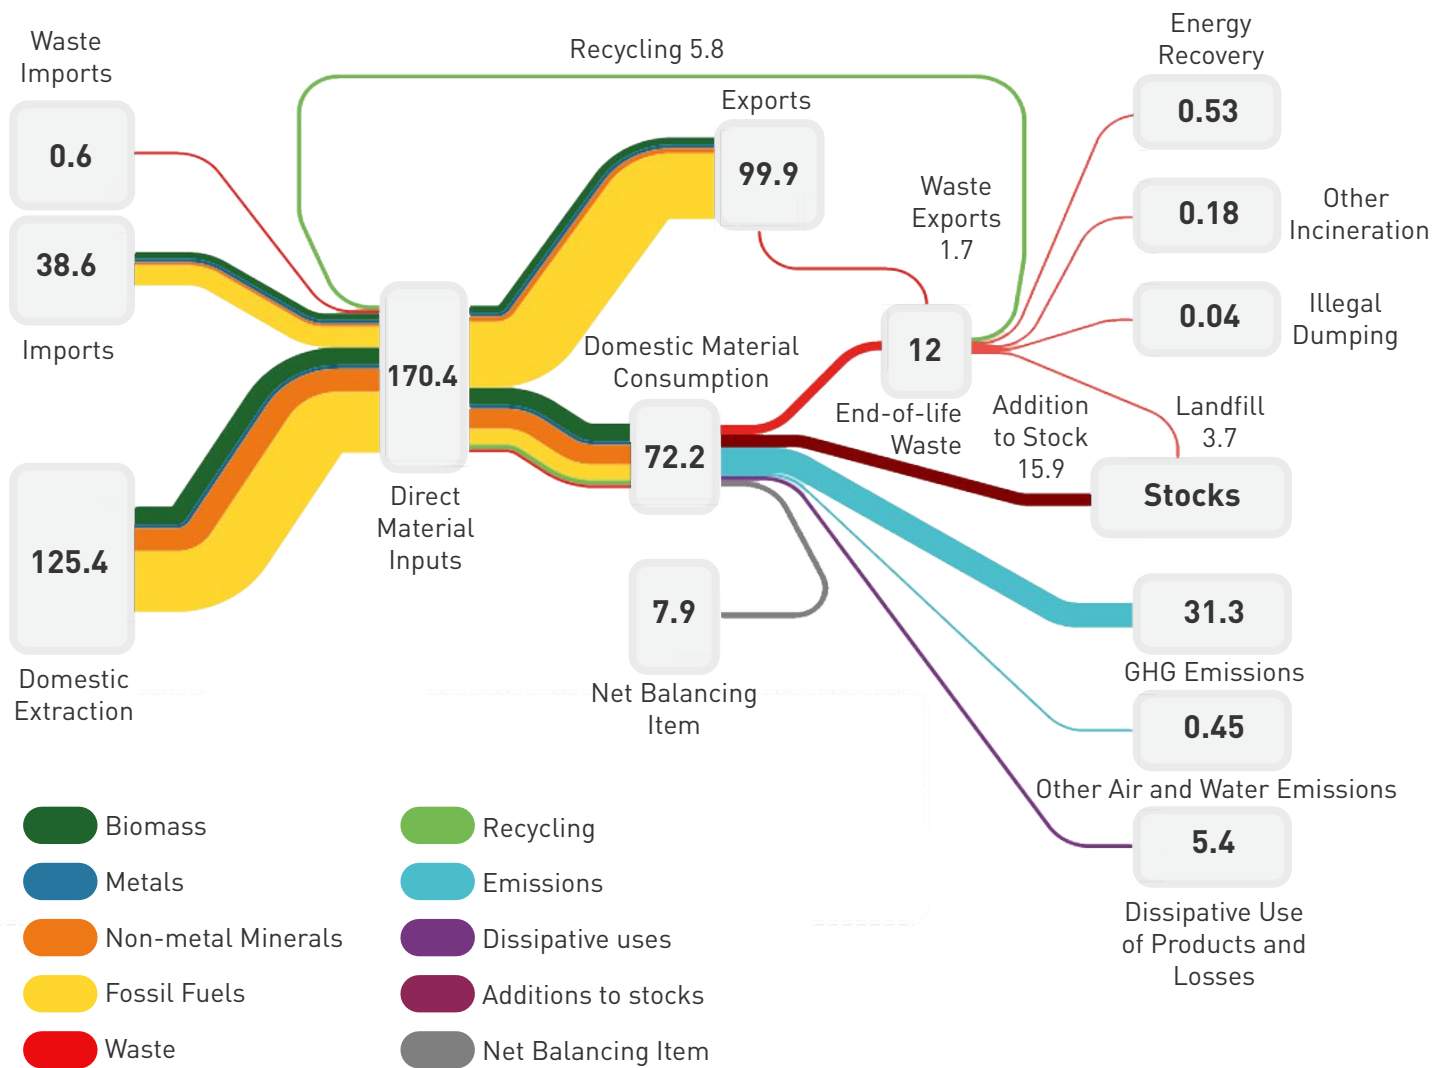 Waste
Imports
0.6
38.6
Imports
125.4
Domestic
Extraction
Recycling 5.8
170.4
Direct
Material
Inputs
Exports
99.9
Domestic Material
Consumption
72.2
7.9
Net Balancing
Item
Waste
Exports
1.7
12
End-of-life
Waste
Addition
to Stock
15.9
Energy
Recovery
0.53
0.18
Other
Incineration
0.04
Illegal
Dumping
Landfill
3.7
Stocks
31.3
GHG Emissions
0.45
Other Air and Water Emissions
5.4
Dissipative Use
of Products and
Losses
Biomass
Metals
Non-metal Minerals
Fossil Fuels
Waste
Recycling
Emissions
Dissipative uses
Additions to stocks
Net Balancing Item